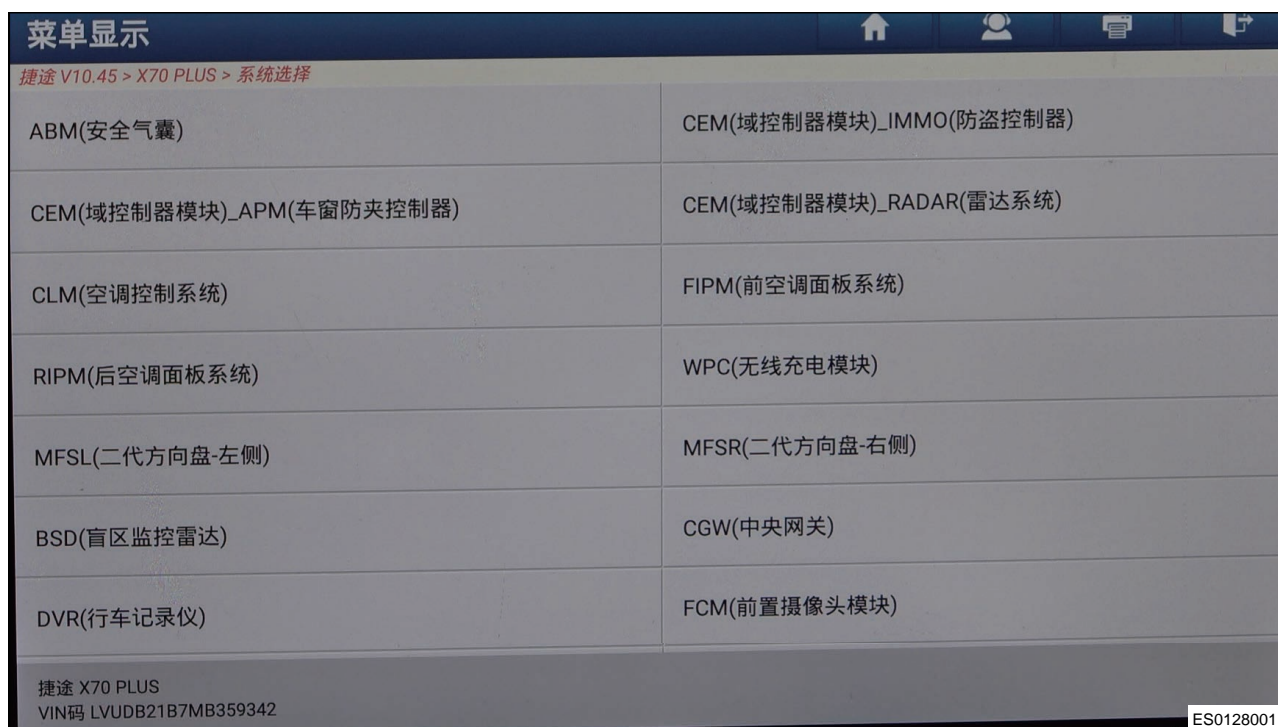 菜单显示
捷途 V10.45 > X70 PLUS > 系统选择
ABM(安全气囊)
CEM(域控制器模块)_IMMO(防盗控制器)
CEM(域控制器模块)_APM(车窗防夹控制器)
CEM(域控制器模块)_RADAR(雷达系统)
CLM(空调控制系统)
FIPM(前空调面板系统)
RIPM(后空调面板系统)
WPC(无线充电模块)
MFSL(二代方向盘-左侧)
MFSR(二代方向盘-右侧)
BSD(盲区监控雷达)
CGW(中央网关)
DVR(行车记录仪)
FCM(前置摄像头模块)
捷途 X70 PLUS
VIN码 LVUDB21B7MB359342
ES0128001